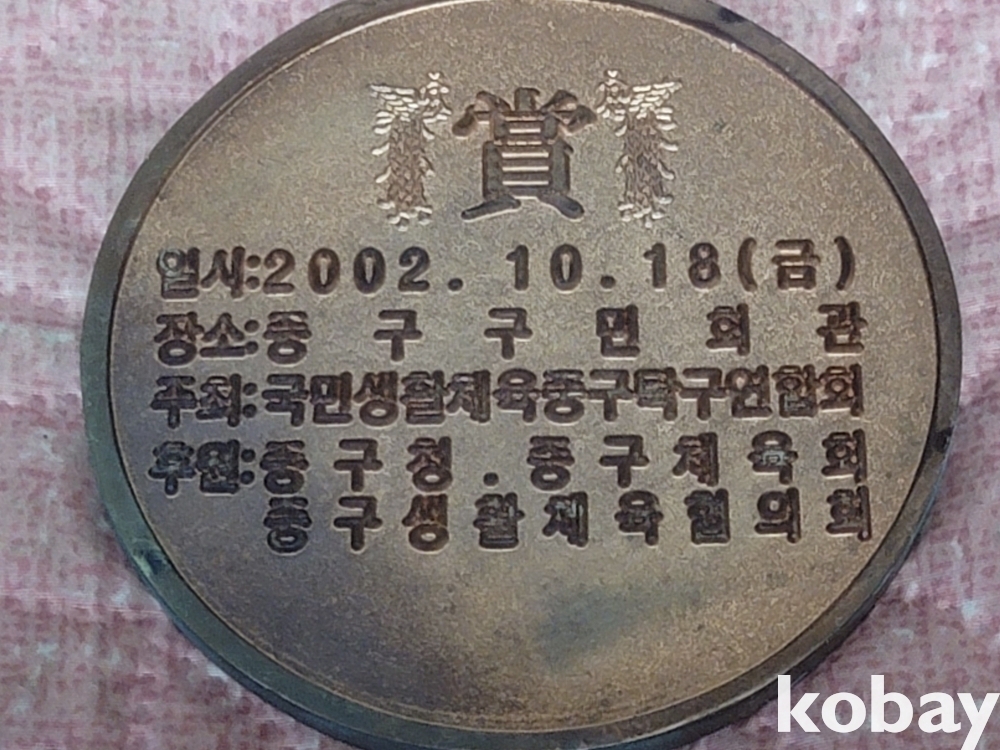 賞
일시:2002.10.18(금)
장소:중구구민회관
주최:국민생활체육중구탁구연합회
후원:중구청.중구체육회
중구생활체육협의회
kobay